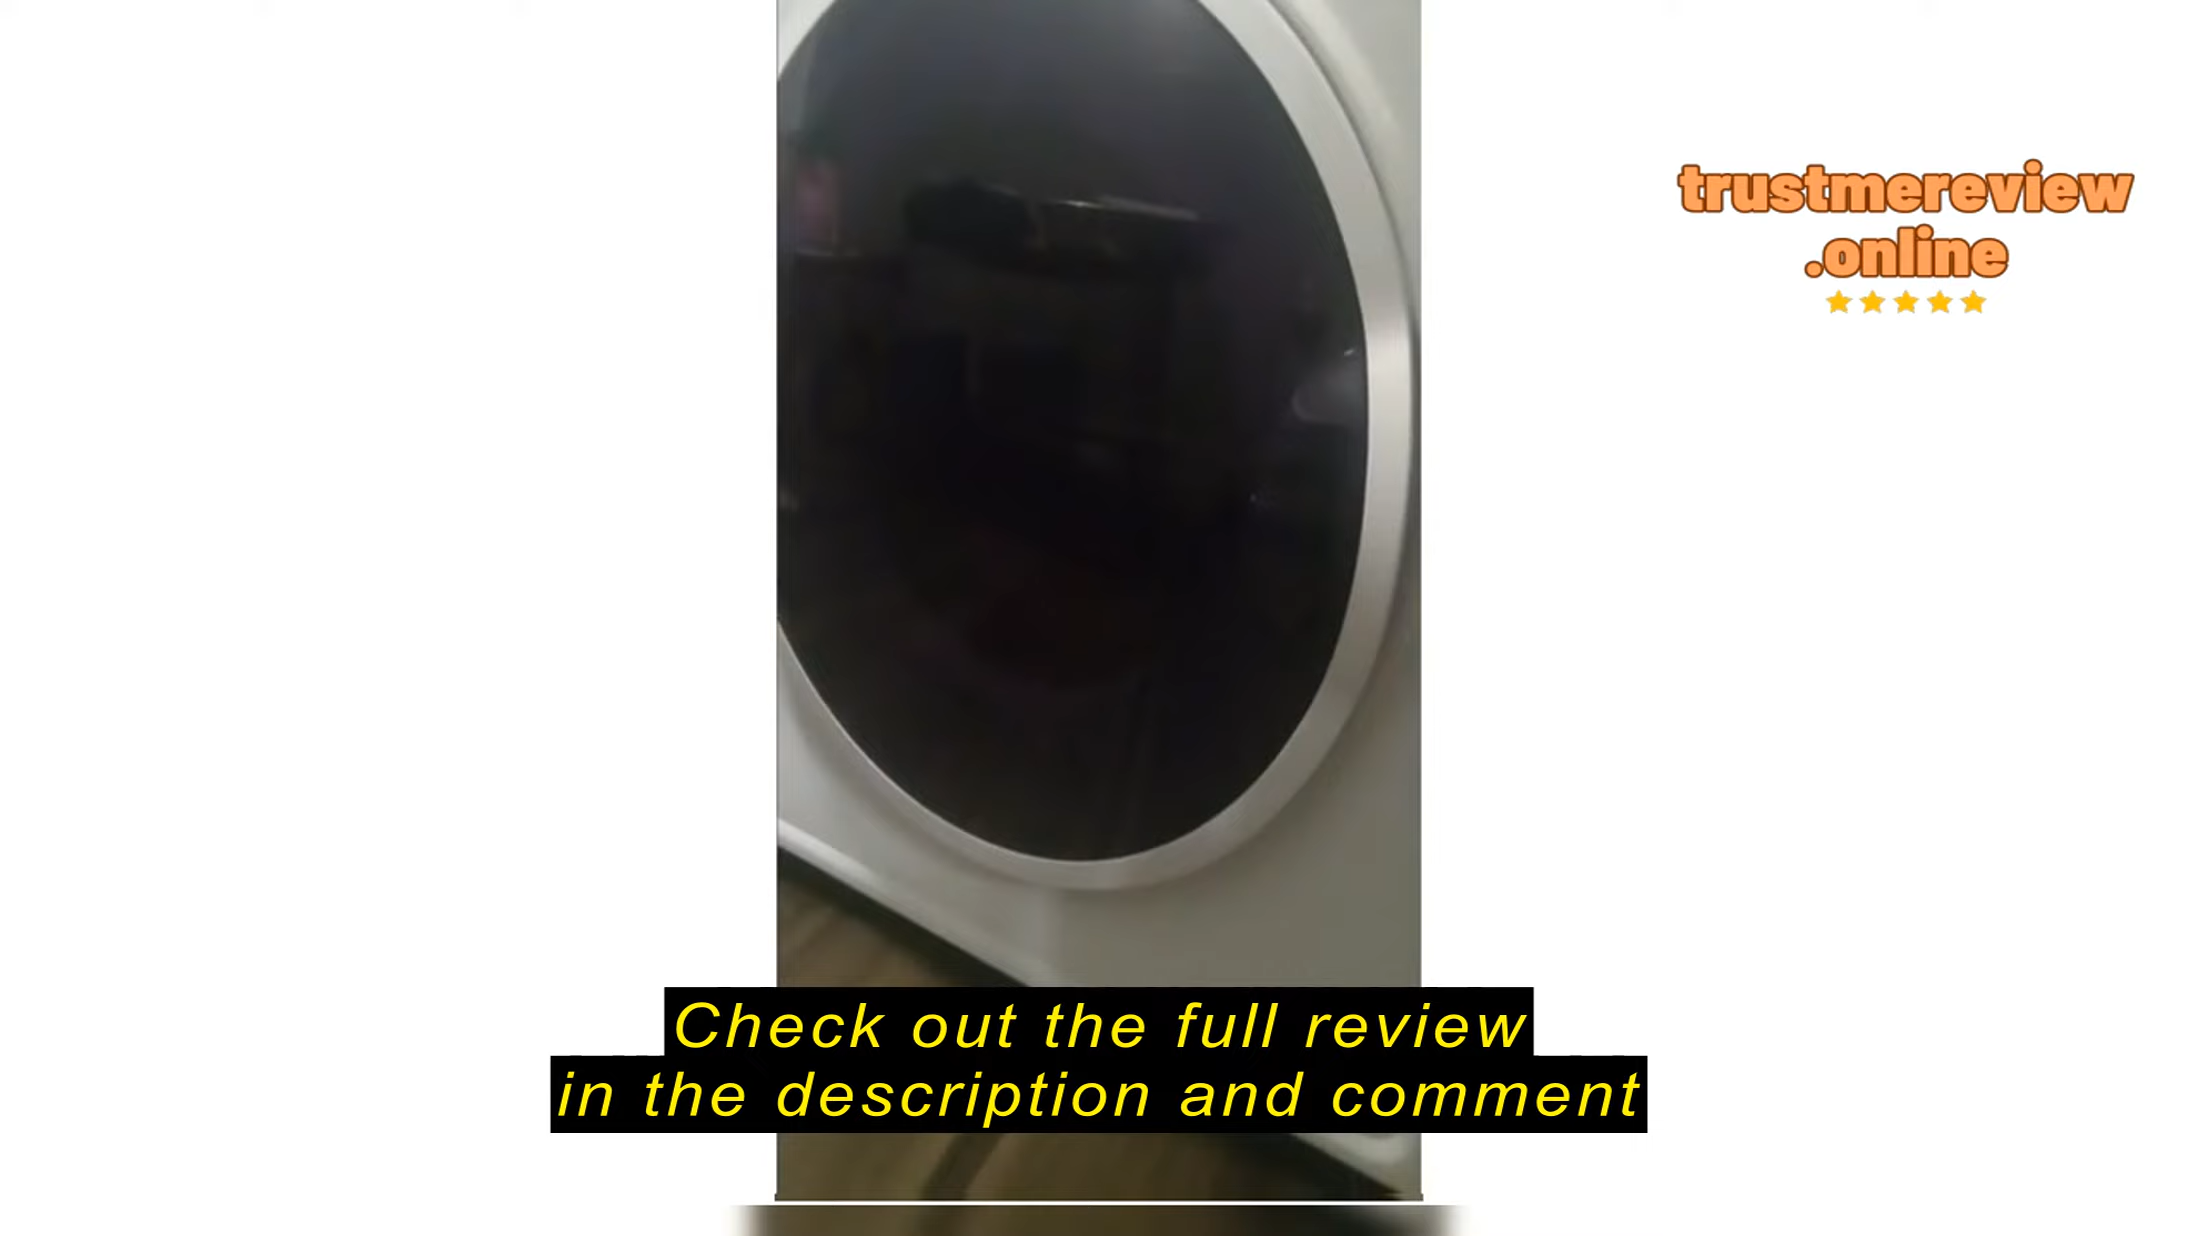 trustmereview
.online
Check out the full review
in the description and comment